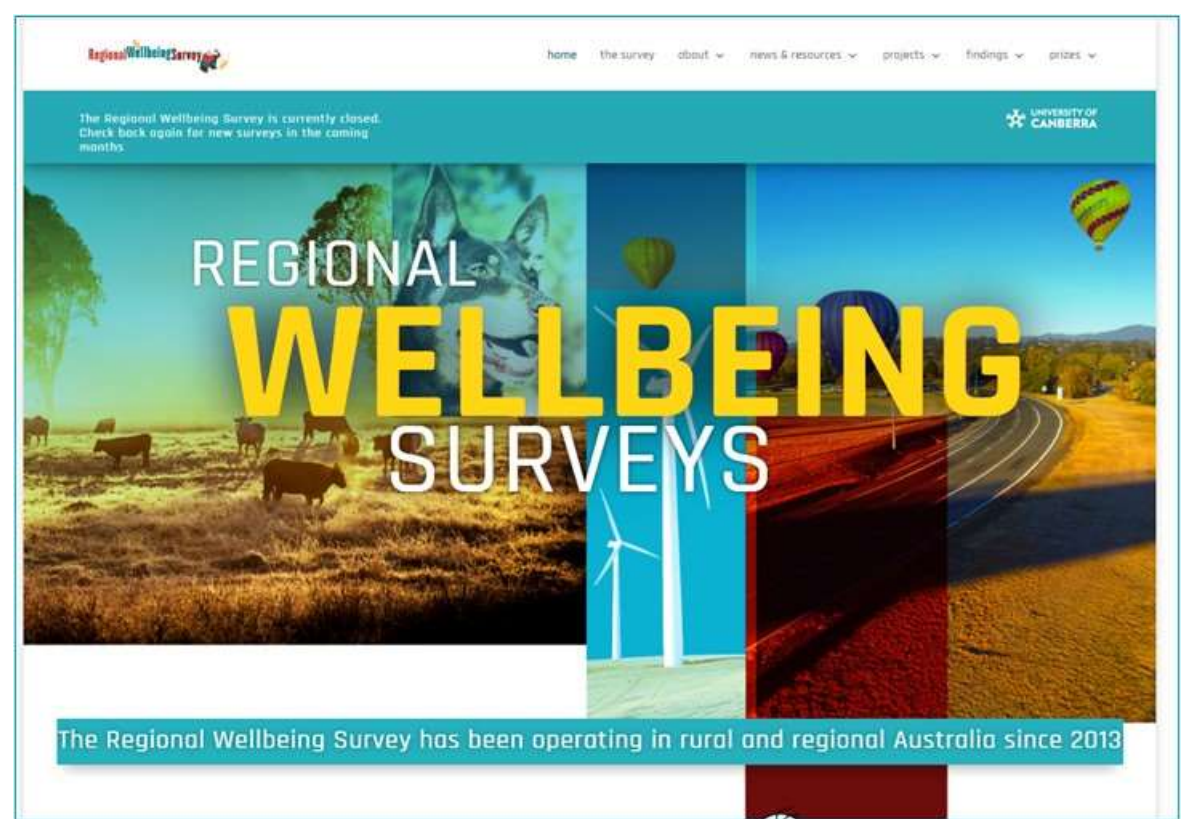 RegionalWellbeingSurvey
home the survey about news & resources projects findings prizes
The Regional Wellbeing Survey is currently closed.
Check back again for new surveys in the coming
months
UNIVERSITY OF
CANBERRA
REGIONAL
WELLBEING
SURVEYS
The Regional Wellbeing Survey has been operating in rural and regional Australia since 2013